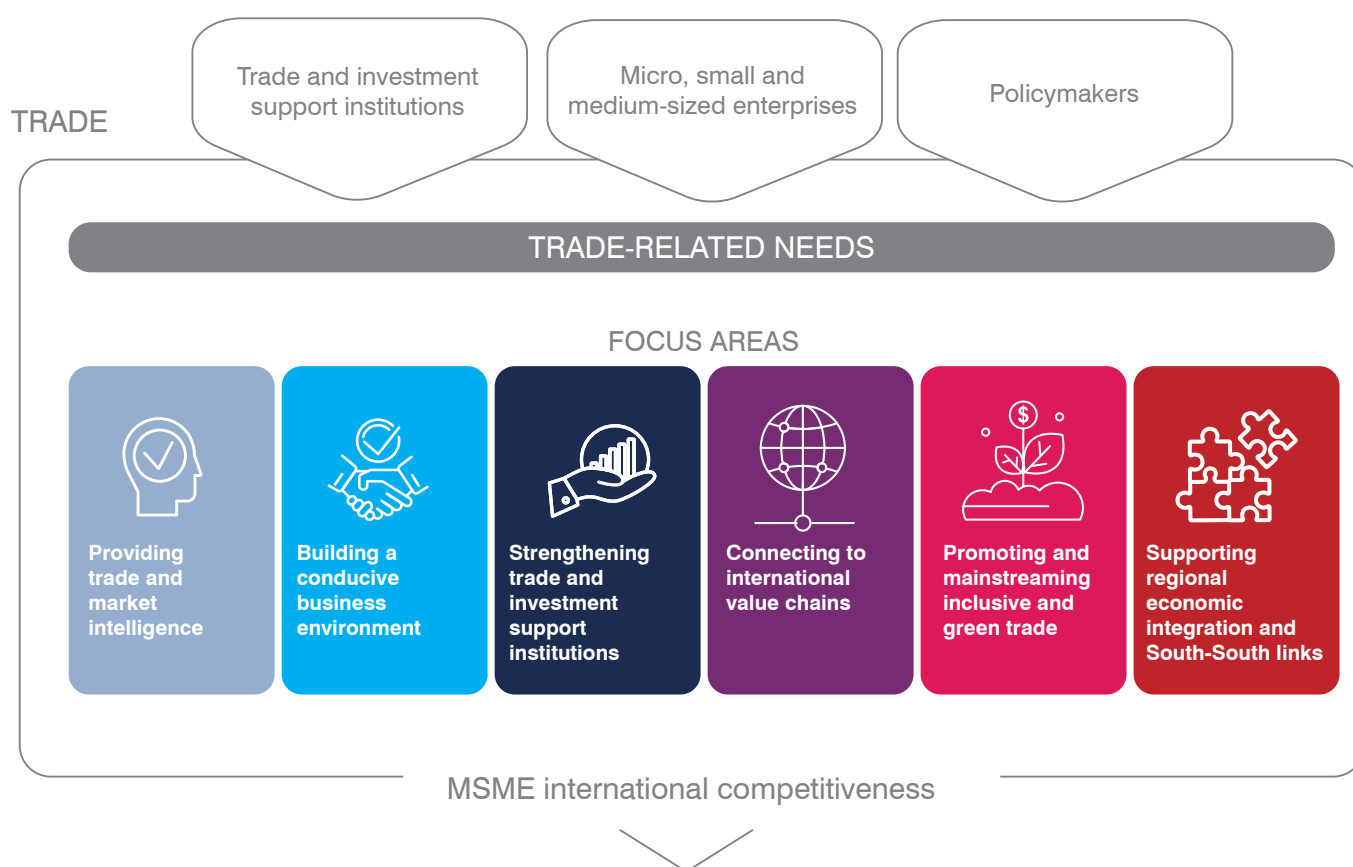 Trade and investment
support institutions
Micro, small and
medium-sized enterprises
Policymakers
TRADE
TRADE-RELATED NEEDS
FOCUS AREAS
$
Providing
trade and
market
intelligence
Building a
conducive
business
environment
Strengthening
trade and
investment
support
institutions
Connecting to
international
value chains
Promoting and
mainstreaming
inclusive and
green trade
Supporting
regional
economic
integration and
South-South links
MSME international competitiveness